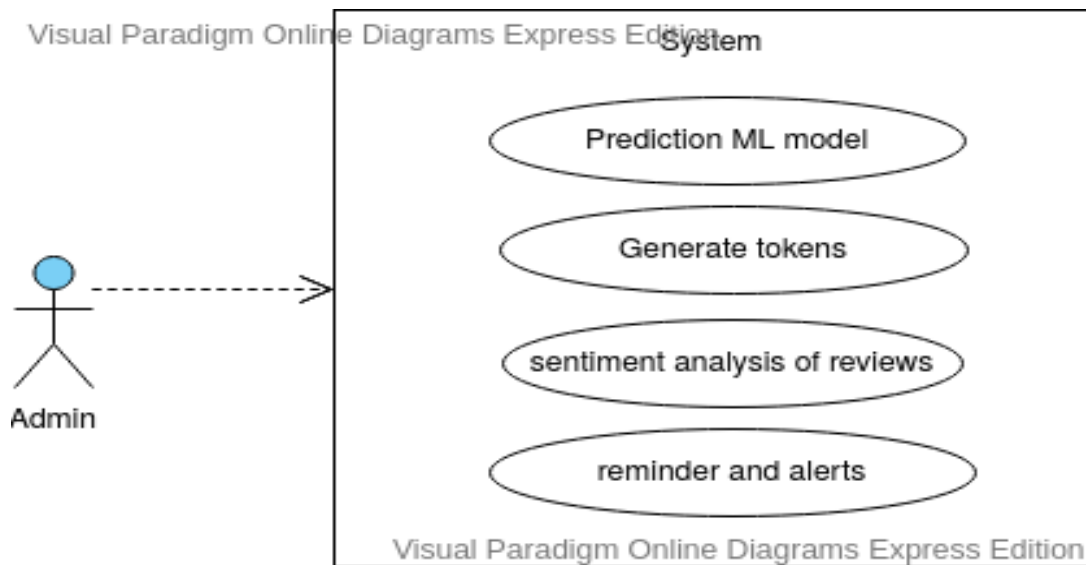 Visual Paradigm Online Diagrams Express Edition
System
Prediction ML model
Generate tokens
sentiment analysis of reviews
Admin
reminder and alerts
Visual Paradigm Online Diagrams Express Edition